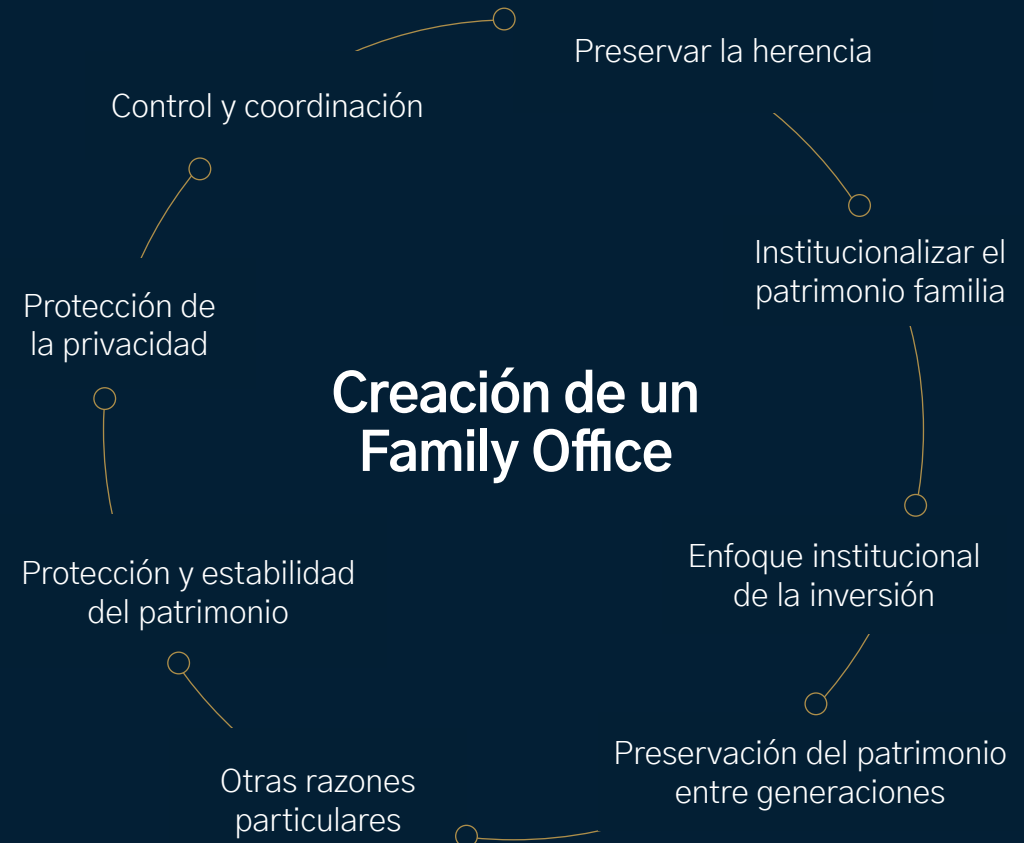 Preservar la herencia
Control y coordinación
Institucionalizar el
patrimonio familia
Protección de
la privacidad
Creación de un
Family Office
Enfoque institucional
de la inversión
Protección y estabilidad
del patrimonio
Preservación del patrimonio
entre generaciones
Otras razones
particulares